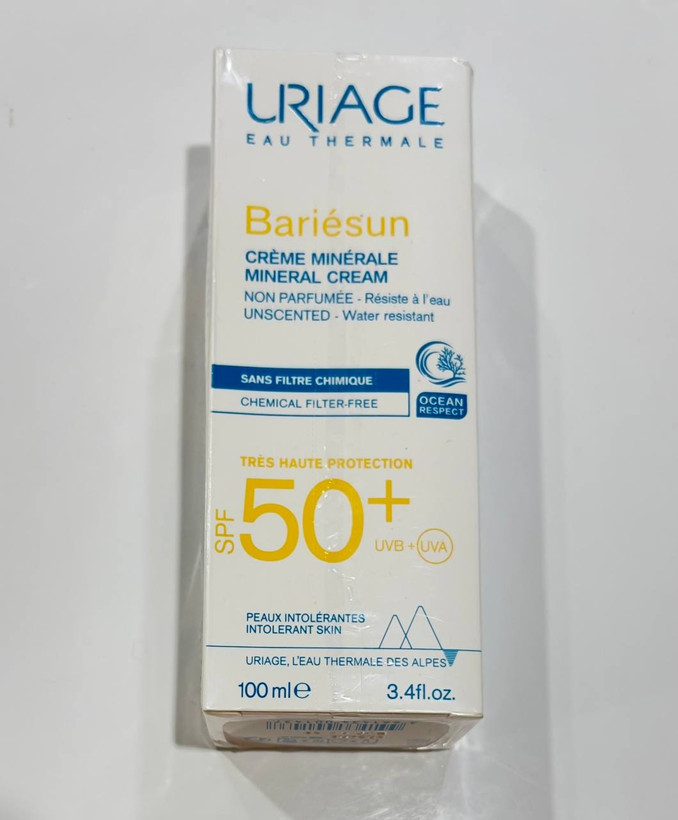 URIAGE
EAU THERMALE
Bariésun
CRÈME MINÉRALE
MINERAL CREAM
NON PARFUMÉE - Résiste à l'eau
UNSCENTED - Water resistant
SANS FILTRE CHIMIQUE
CHEMICAL FILTER-FREE
OCEAN
RESPECT
TRÈS HAUTE PROTECTION
SPF 50+
UVB + UVA
PEAUX INTOLÉRANTES
INTOLERANT SKIN
URIAGE, L'EAU THERMALE DES ALPES
100 ml e 3.4fl.oz.